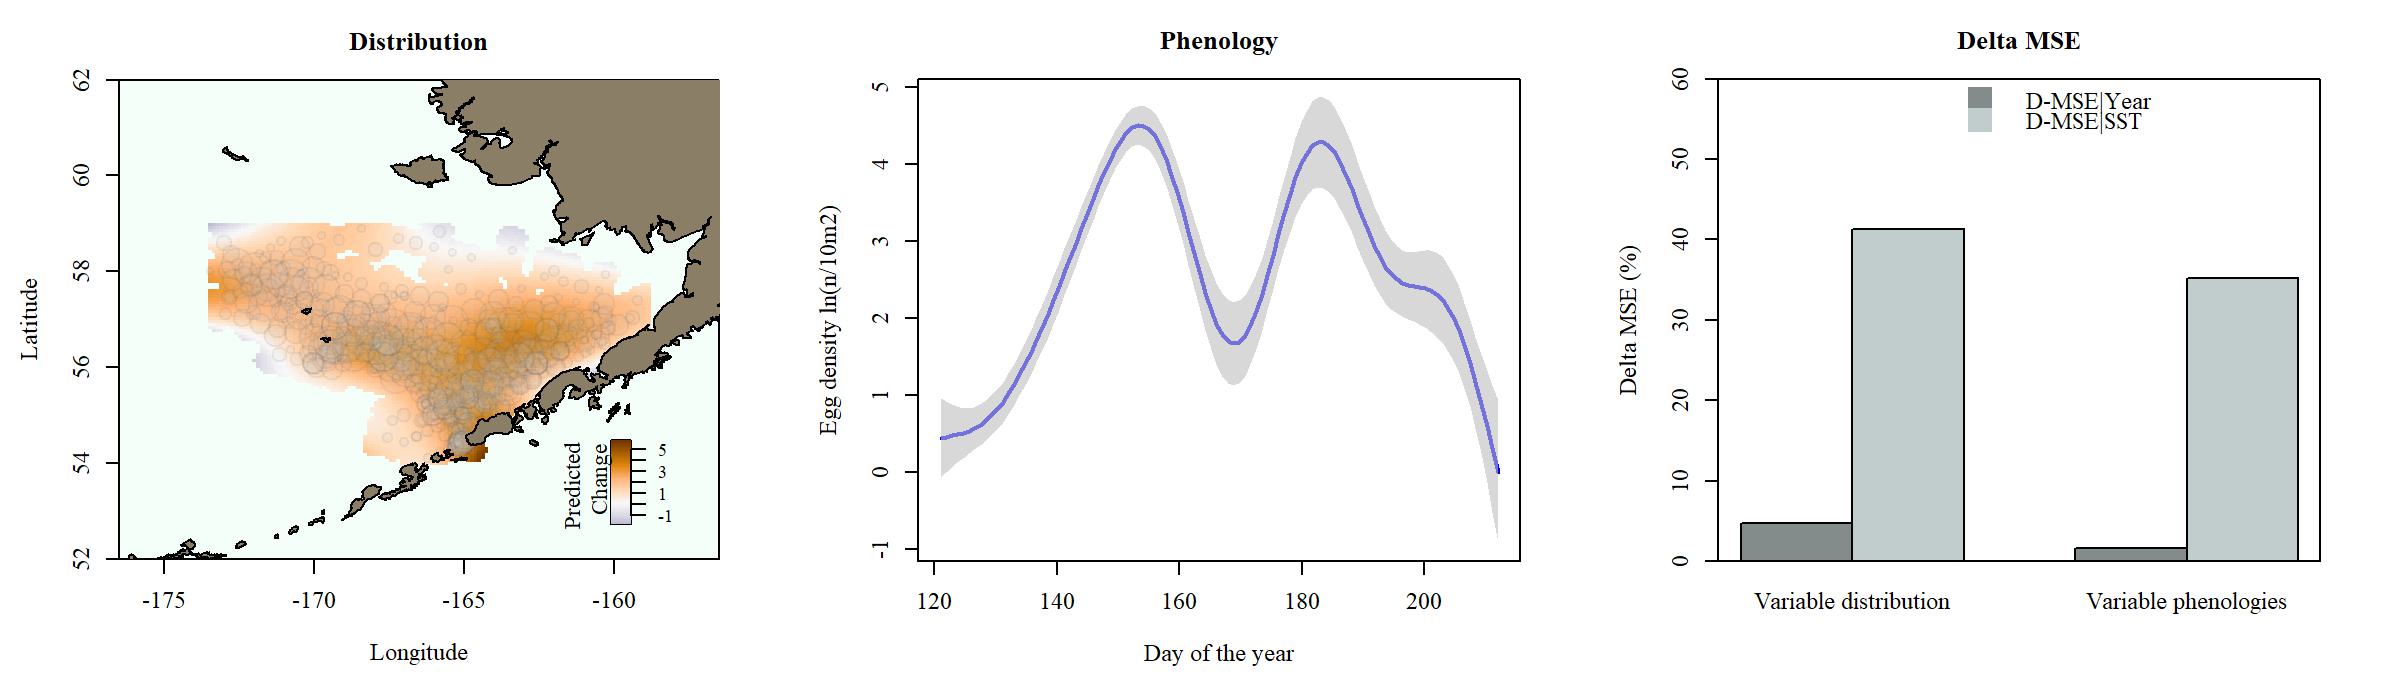 Distribution
Latitude
62
60
58
56
54
52
-175
-170
-165
-160
Longitude
Predicted
Change
5
3
1
-1
Phenology
Egg density ln(n/10m2)
5
4
3
2
1
0
-1
120
140
160
180
200
Day of the year
Delta MSE
Delta MSE (%)
60
50
40
30
20
10
0
D-MSE|Year
D-MSE|SST
Variable distribution
Variable phenologies